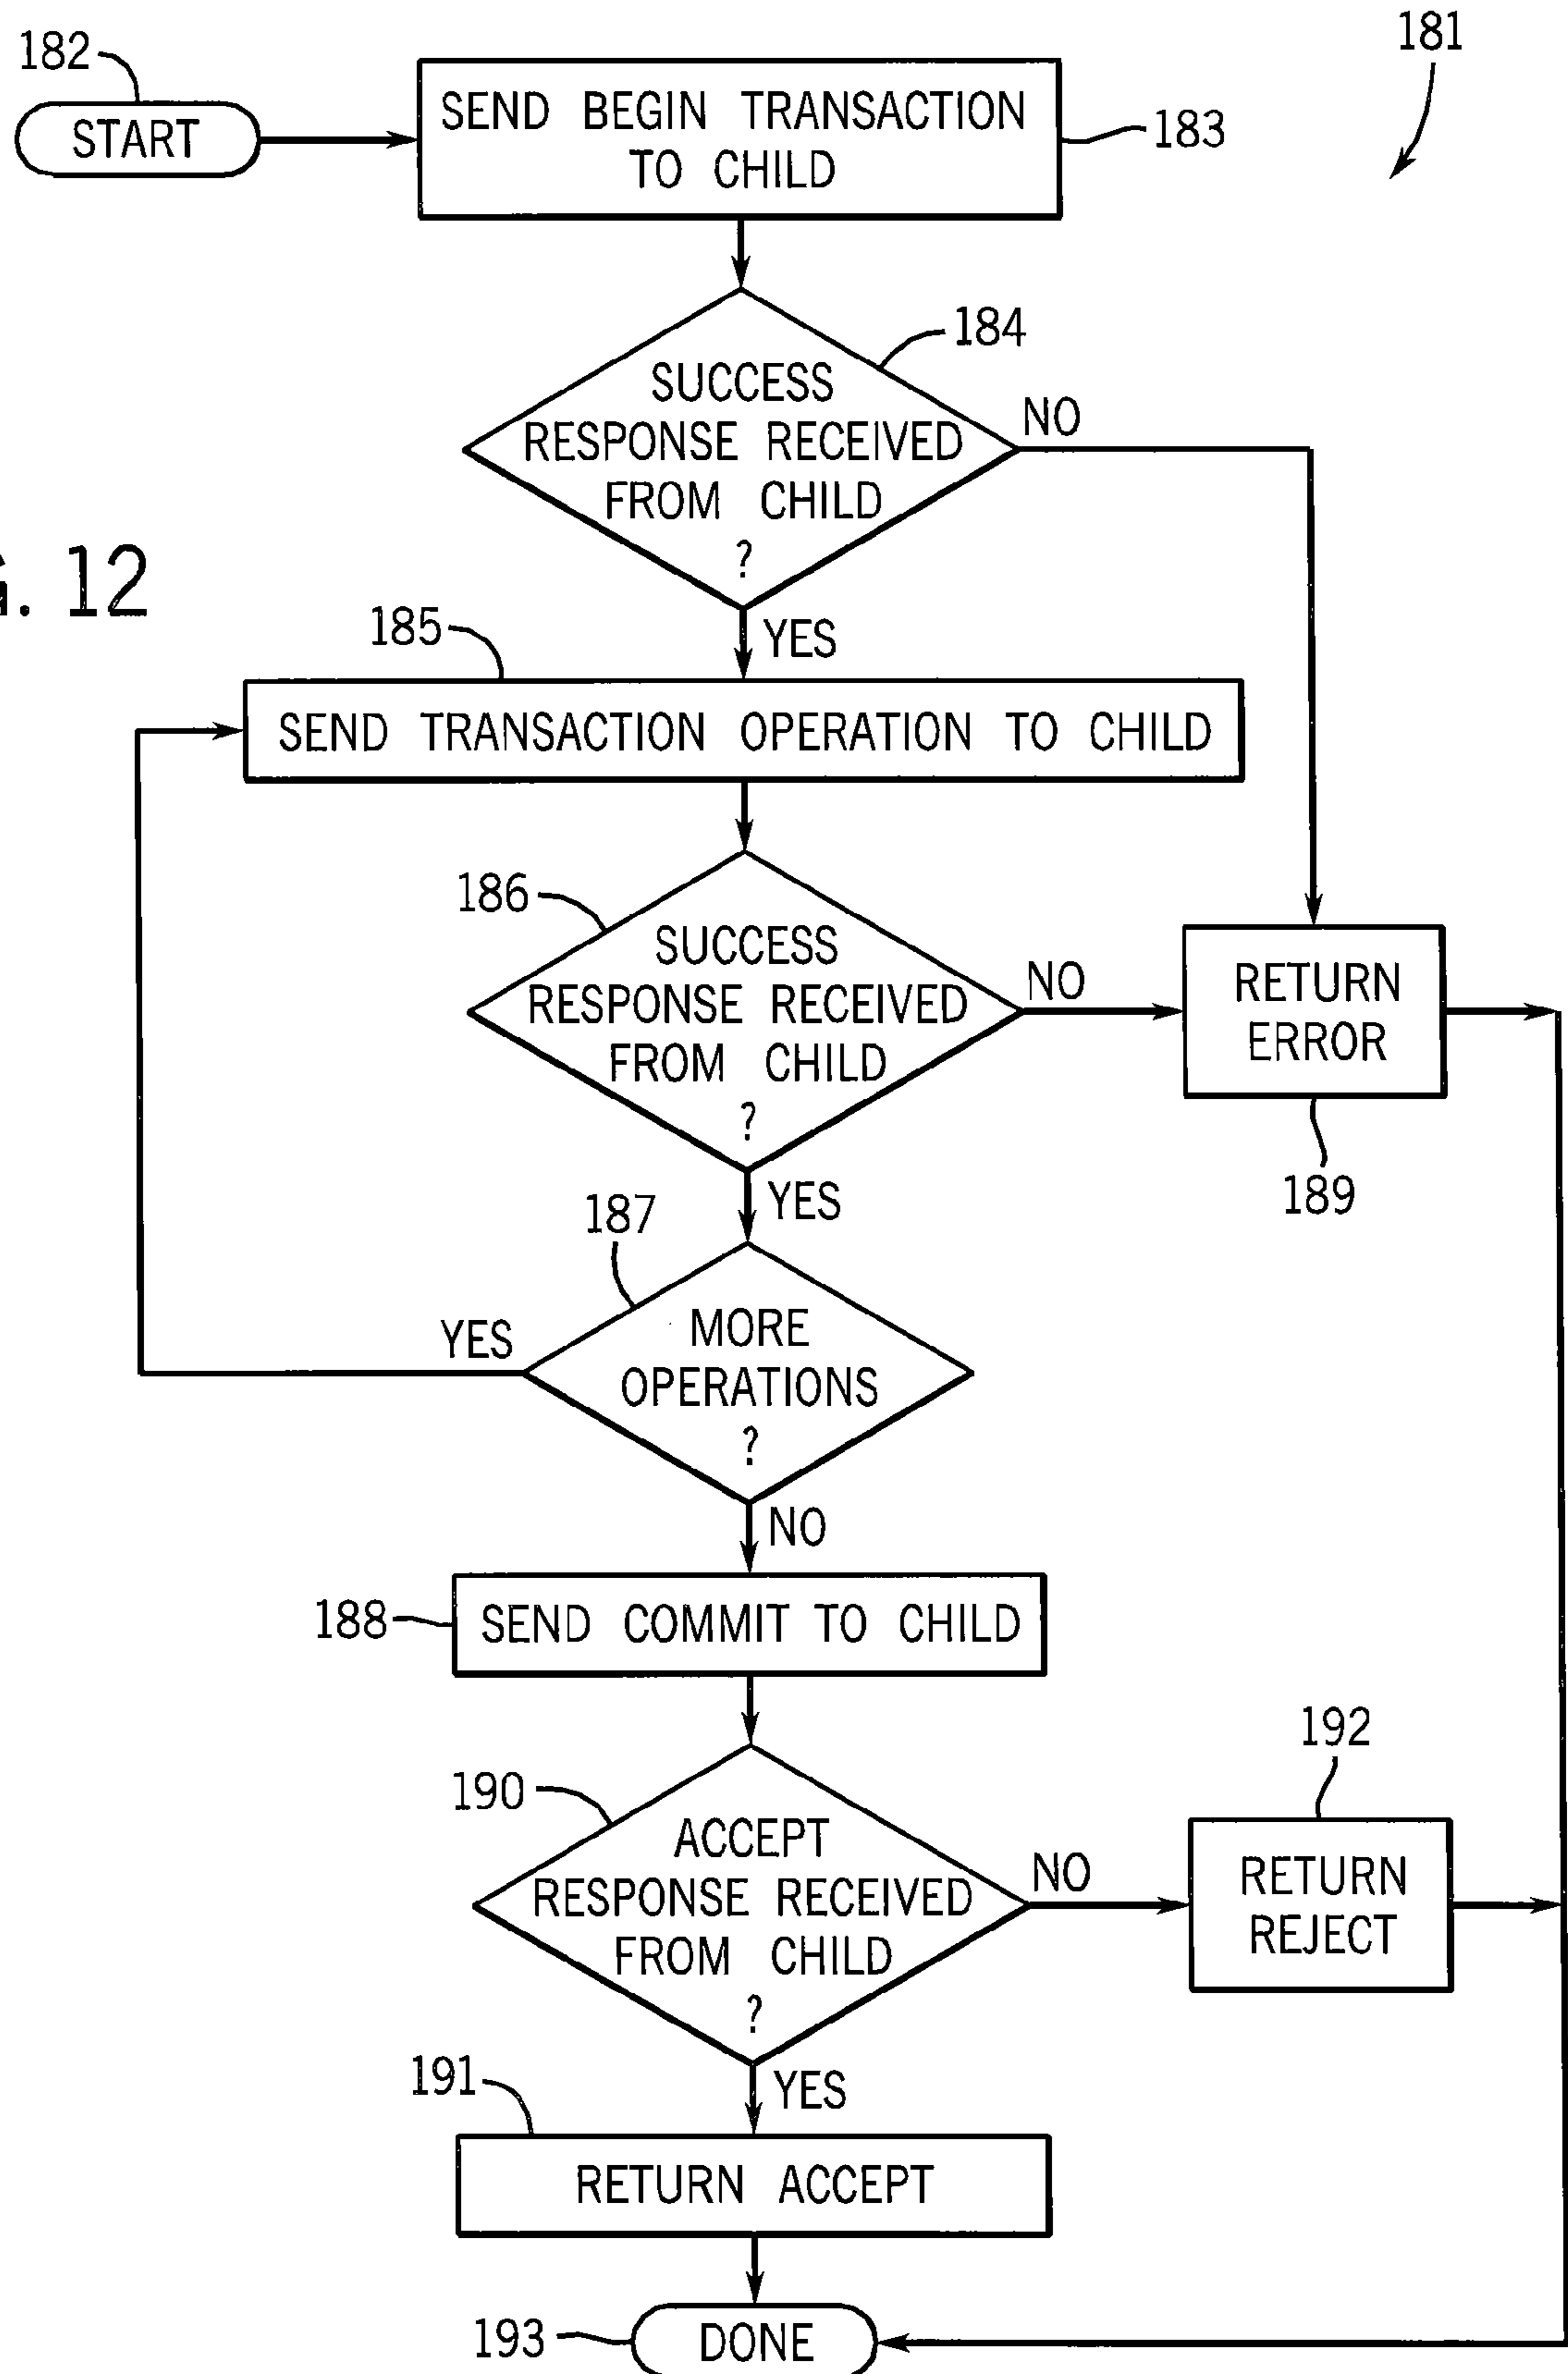 181
182
START
SEND BEGIN TRANSACTION
TO CHILD
183
184
SUCCESS
RESPONSE RECEIVED
FROM CHILD
?
NO
. 12
YES
185
SEND TRANSACTION OPERATION TO CHILD
186
SUCCESS
RESPONSE RECEIVED
FROM CHILD
?
NO
RETURN
ERROR
189
YES
187
MORE
OPERATIONS
?
YES
NO
188
SEND COMMIT TO CHILD
190
ACCEPT
RESPONSE RECEIVED
FROM CHILD
?
NO
192
RETURN
REJECT
YES
191
RETURN ACCEPT
193
DONE